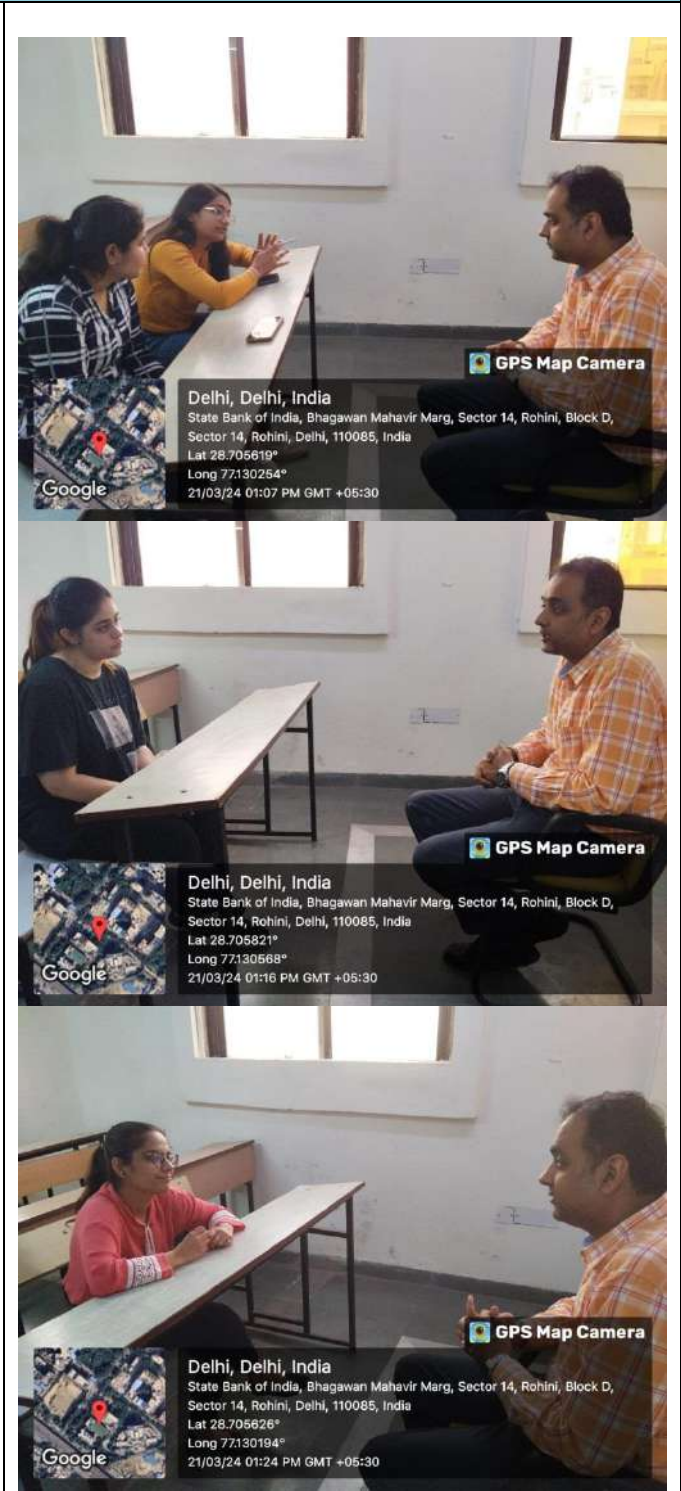 GPS Map Camera
Delhi, Delhi, India
State Bank of India, Bhagawan Mahavir Marg, Sector 14, Rohini, Block D,
Sector 14, Rohini, Delhi, 110085, India
Lat 28.705619°
Long 77.130254°
21/03/24 01:07 PM GMT +05:30
Google
GPS Map Camera
Delhi, Delhi, India
State Bank of India, Bhagawan Mahavir Marg, Sector 14, Rohini, Block D,
Sector 14, Rohini, Delhi, 110085, India
Lat 28.705821°
Long 77.130568°
21/03/24 01:16 PM GMT +05:30
Google
GPS Map Camera
Delhi, Delhi, India
State Bank of India, Bhagawan Mahavir Marg, Sector 14, Rohini, Block D,
Sector 14, Rohini, Delhi, 110085, India
Lat 28.705626°
Long 77.130194°
21/03/24 01:24 PM GMT +05:30
Google